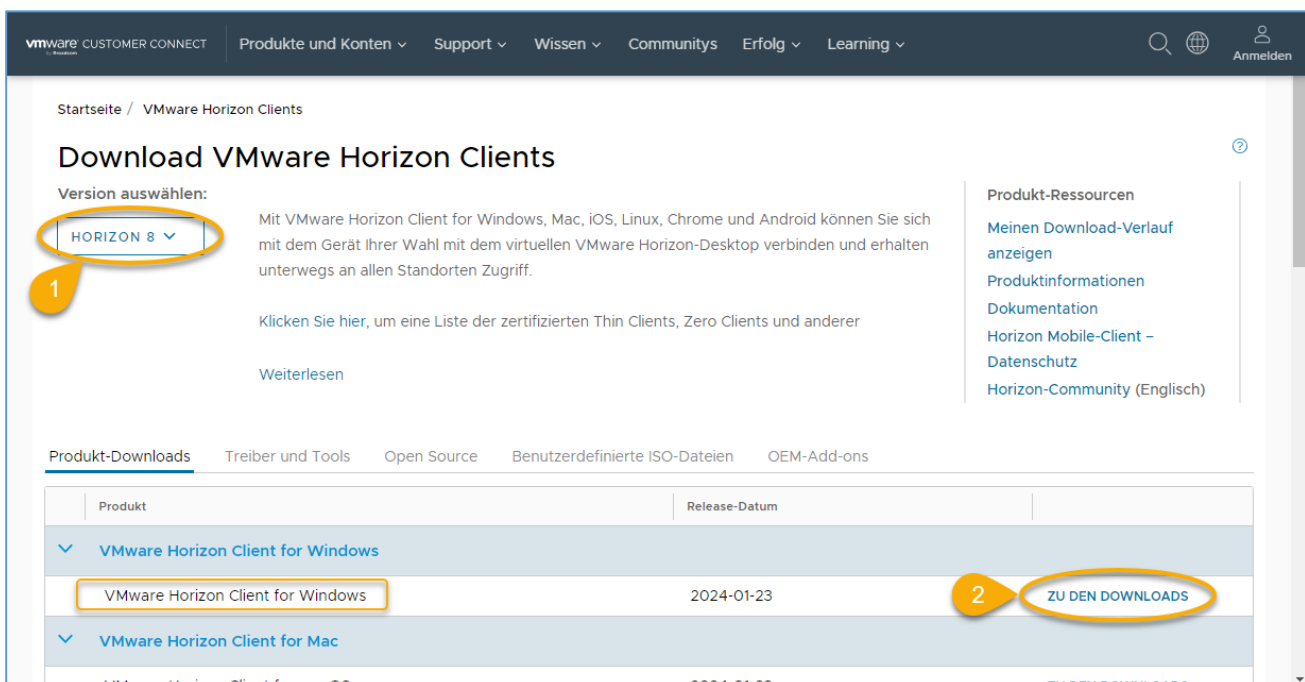 vmware CUSTOMER CONNECT Produkte und Konten Support Wissen Communitys Erfolg Learning Anmelden
by Broadcom
Startseite / VMware Horizon Clients
Download VMware Horizon Clients
Version auswählen:
HORIZON 8
1
Mit VMware Horizon Client for Windows, Mac, iOS, Linux, Chrome und Android können Sie sich
mit dem Gerät Ihrer Wahl mit dem virtuellen VMware Horizon-Desktop verbinden und erhalten
unterwegs an allen Standorten Zugriff.
Klicken Sie hier, um eine Liste der zertifizierten Thin Clients, Zero Clients und anderer
Weiterlesen
Produkt-Ressourcen
Meinen Download-Verlauf
anzeigen
Produktinformationen
Dokumentation
Horizon Mobile-Client –
Datenschutz
Horizon-Community (Englisch)
Produkt-Downloads Treiber und Tools Open Source Benutzerdefinierte ISO-Dateien OEM-Add-ons
Produkt Release-Datum
VMware Horizon Client for Windows
VMware Horizon Client for Windows 2024-01-23 2 ZU DEN DOWNLOADS
VMware Horizon Client for Mac